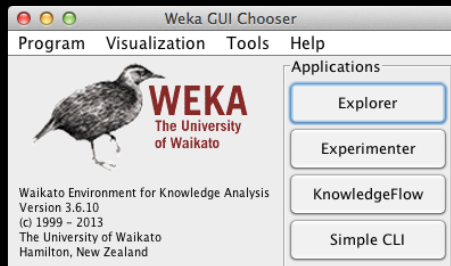 Weka GUI Chooser
Program Visualization Tools Help
WEKA
The University
of Waikato
Waikato Environment for Knowledge Analysis
Version 3.6.10
(c) 1999 – 2013
The University of Waikato
Hamilton, New Zealand
Applications
Explorer
Experimenter
KnowledgeFlow
Simple CLI